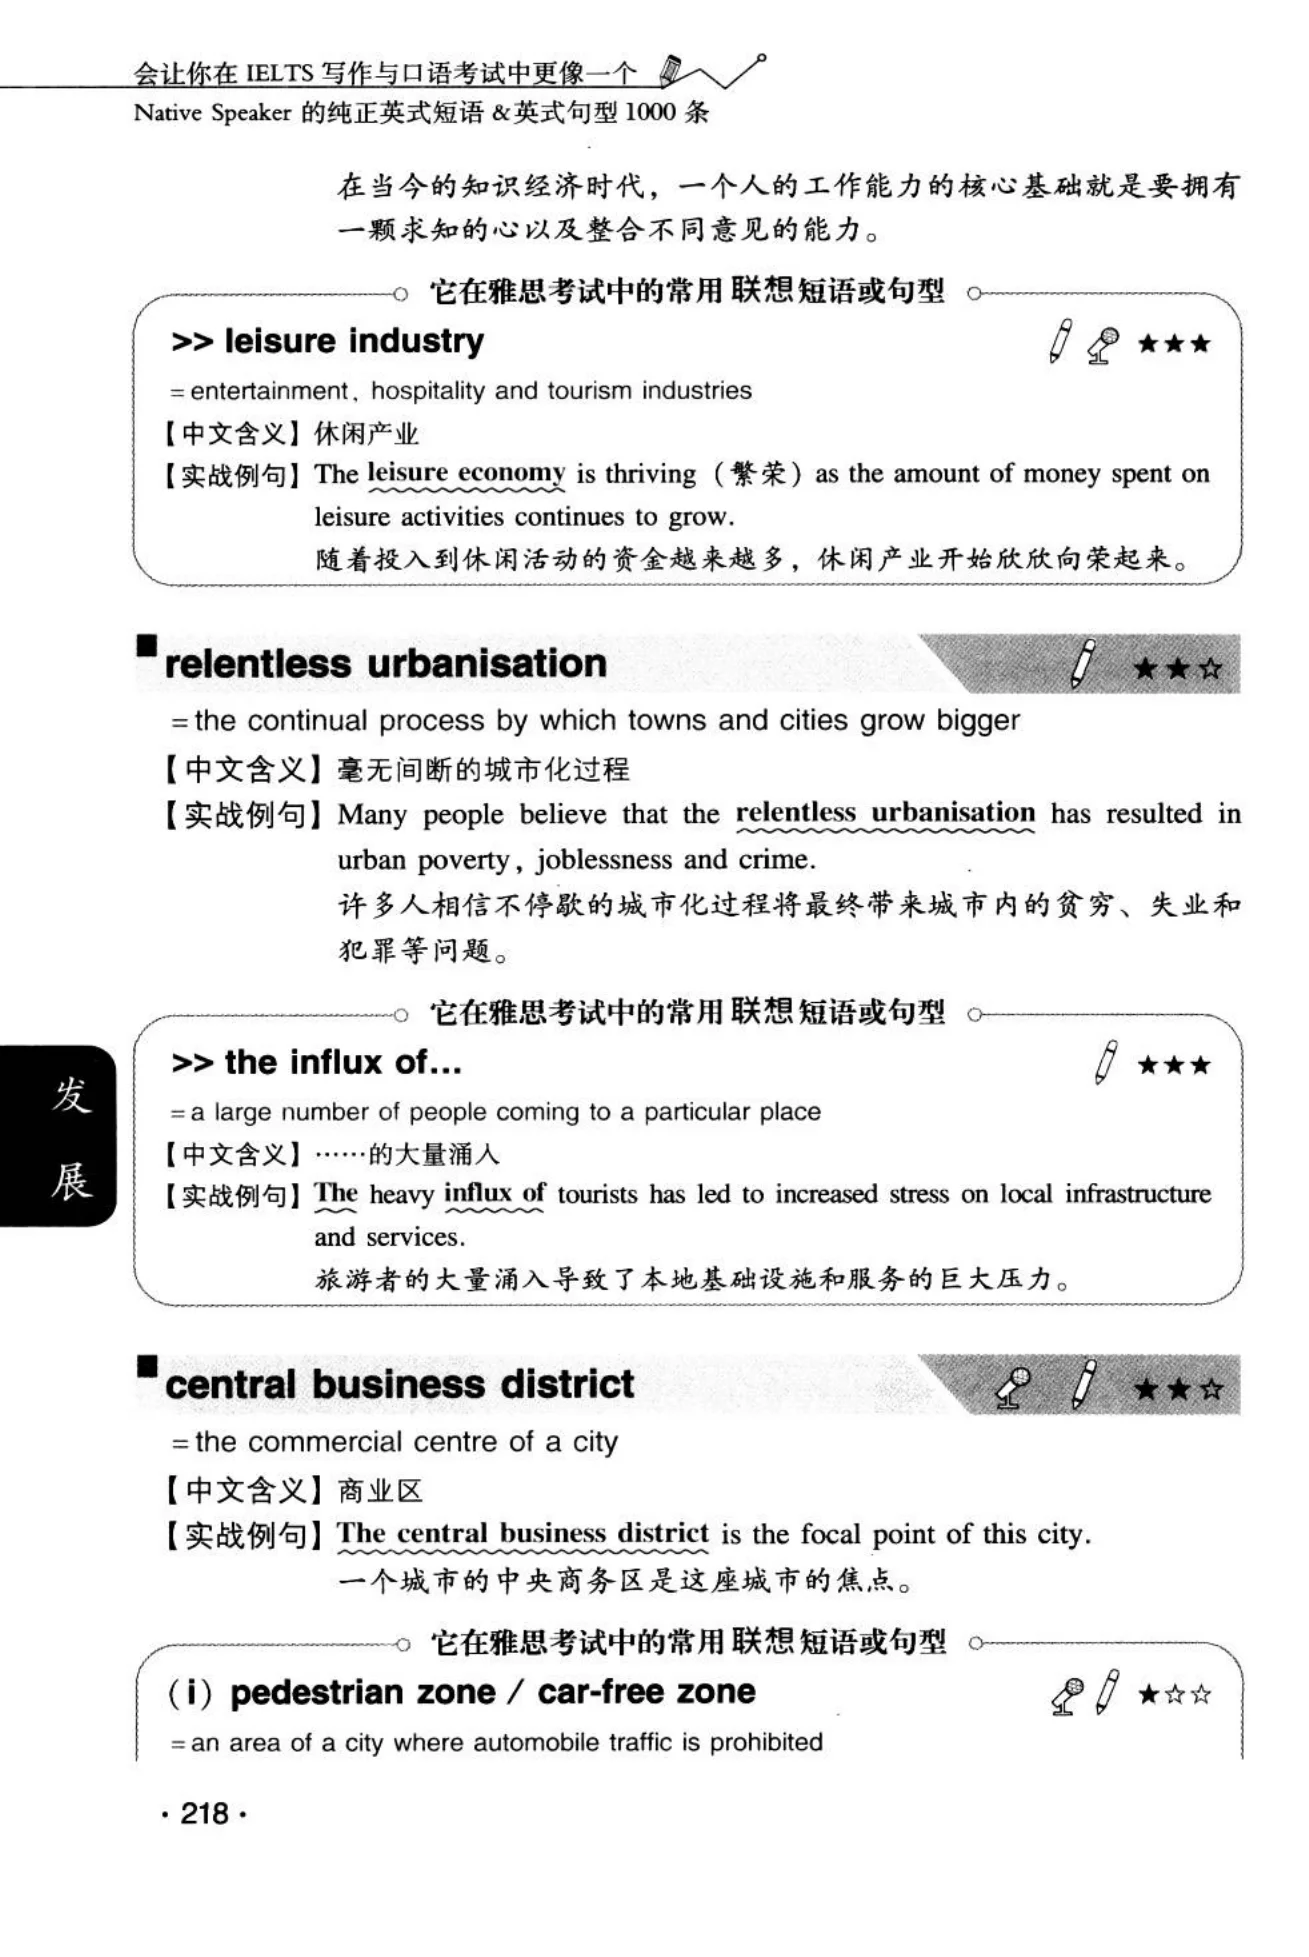 会让你在 IELTS 写作与口语考试中更像一个
Native Speaker 的纯正英式短语 & 英式句型 1000 条
在当今的知识经济时代，一个人的工作能力的核心基础就是要拥有
一颗求知的心以及整合不同意见的能力。
它在雅思考试中的常用联想短语或句型
>> leisure industry ★★★
= entertainment, hospitality and tourism industries
【中文含义】休闲产业
【实战例句】The leisure economy is thriving（繁荣）as the amount of money spent on
leisure activities continues to grow.
随着投入到休闲活动的资金越来越多，休闲产业开始欣欣向荣起来。
■ relentless urbanisation ★★☆
= the continual process by which towns and cities grow bigger
【中文含义】毫无间断的城市化过程
【实战例句】Many people believe that the relentless urbanisation has resulted in
urban poverty, joblessness and crime.
许多人相信不停歇的城市化过程将最终带来城市内的贫穷、失业和
犯罪等问题。
它在雅思考试中的常用联想短语或句型
>> the influx of... ★★★
= a large number of people coming to a particular place
【中文含义】……的大量涌人
【实战例句】The heavy influx of tourists has led to increased stress on local infrastructure
and services.
旅游者的大量涌入导致了本地基础设施和服务的巨大压力。
发
展
■ central business district ★★☆
= the commercial centre of a city
【中文含义】商业区
【实战例句】The central business district is the focal point of this city.
一个城市的中央商务区是这座城市的焦点。
它在雅思考试中的常用联想短语或句型
(i) pedestrian zone / car-free zone ★☆☆
= an area of a city where automobile traffic is prohibited
· 218 ·